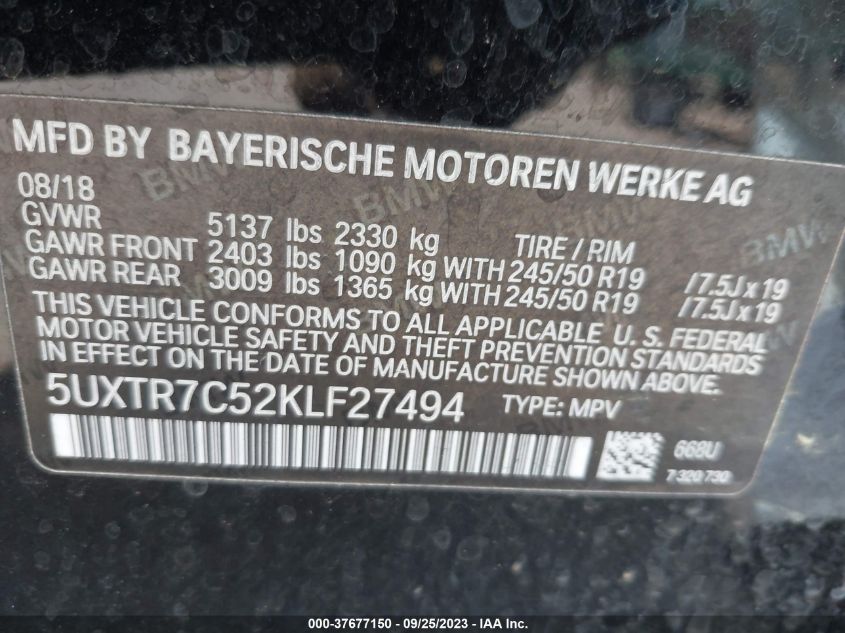 MFD BY BAYERISCHE MOTOREN WERKE AG
08/18
GVWR 5137 lbs 2330 kg TIRE / RIM
GAWR FRONT 2403 lbs 1090 kg WITH 245/50 R19 / 7.5J x 19
GAWR REAR 3009 lbs 1365 kg WITH 245/50 R19 / 7.5J x 19
THIS VEHICLE CONFORMS TO ALL APPLICABLE U. S. FEDERAL
MOTOR VEHICLE SAFETY AND THEFT PREVENTION STANDARDS
IN EFFECT ON THE DATE OF MANUFACTURE SHOWN ABOVE.
5UXTR7C52KLF27494 TYPE: MPV
668U
7 320 730
000-37677150 - 09/25/2023 - IAA Inc.